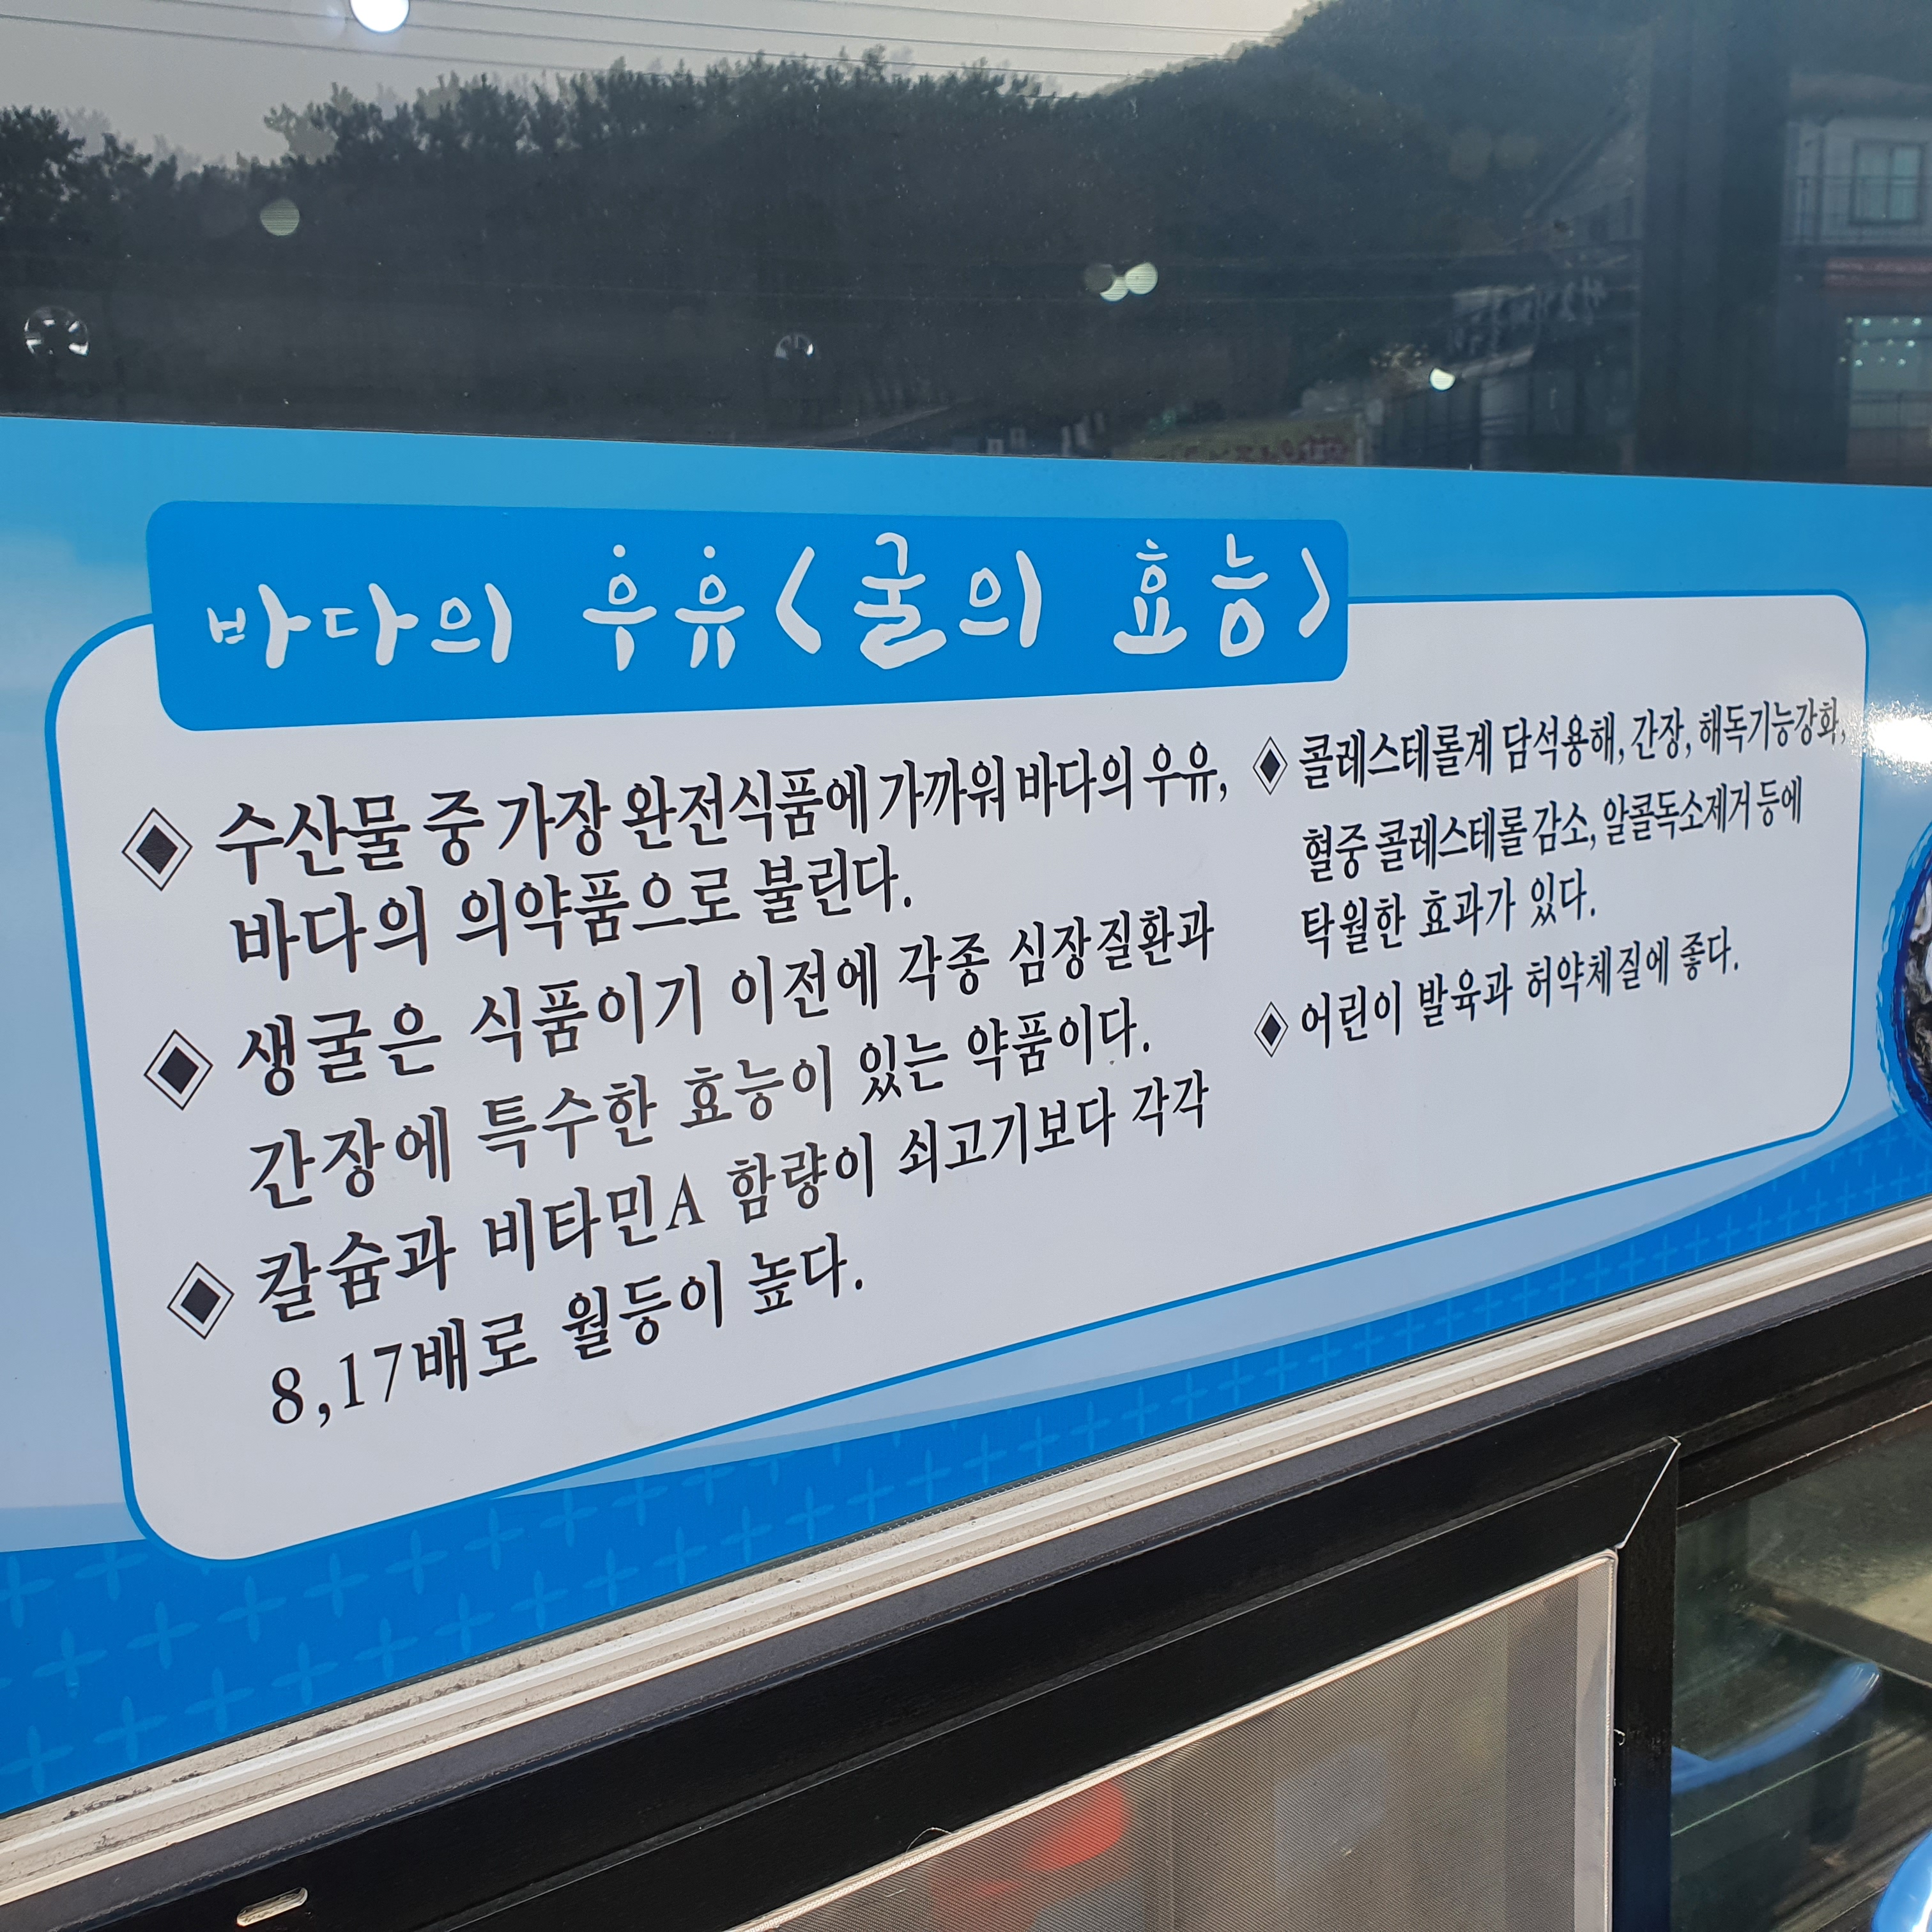 바다의 우유<굴의 효능>
◈ 수산물 중 가장 완전식품에 가까워 바다의 우유,
바다의 의약품으로 불린다.
◈ 생굴은 식품이기 이전에 각종 심장질환과
간장에 특수한 효능이 있는 약품이다.
◈ 칼슘과 비타민A 함량이 쇠고기보다 각각
8,17배로 월등이 높다.
◈ 콜레스테롤계 담석용해, 간장, 해독기능강화,
혈중 콜레스테롤 감소, 알콜독소제거 등에
탁월한 효과가 있다.
◈ 어린이 발육과 허약체질에 좋다.